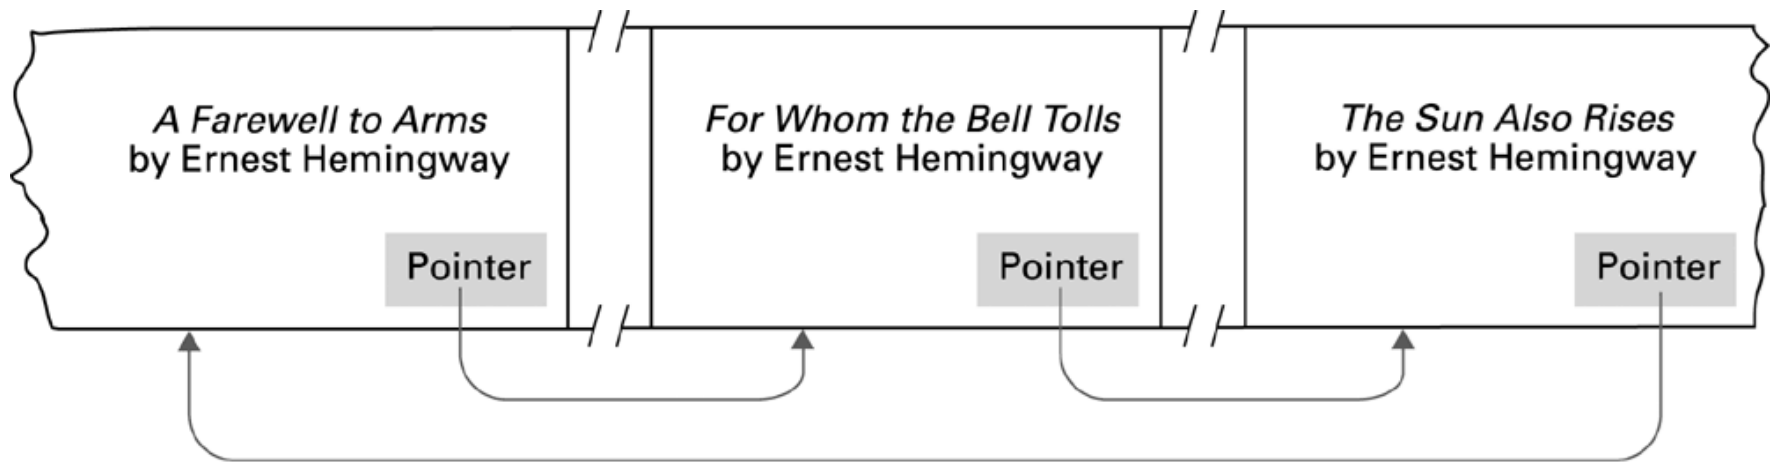 A Farewell to Arms
by Ernest Hemingway
Pointer
For Whom the Bell Tolls
by Ernest Hemingway
Pointer
The Sun Also Rises
by Ernest Hemingway
Pointer